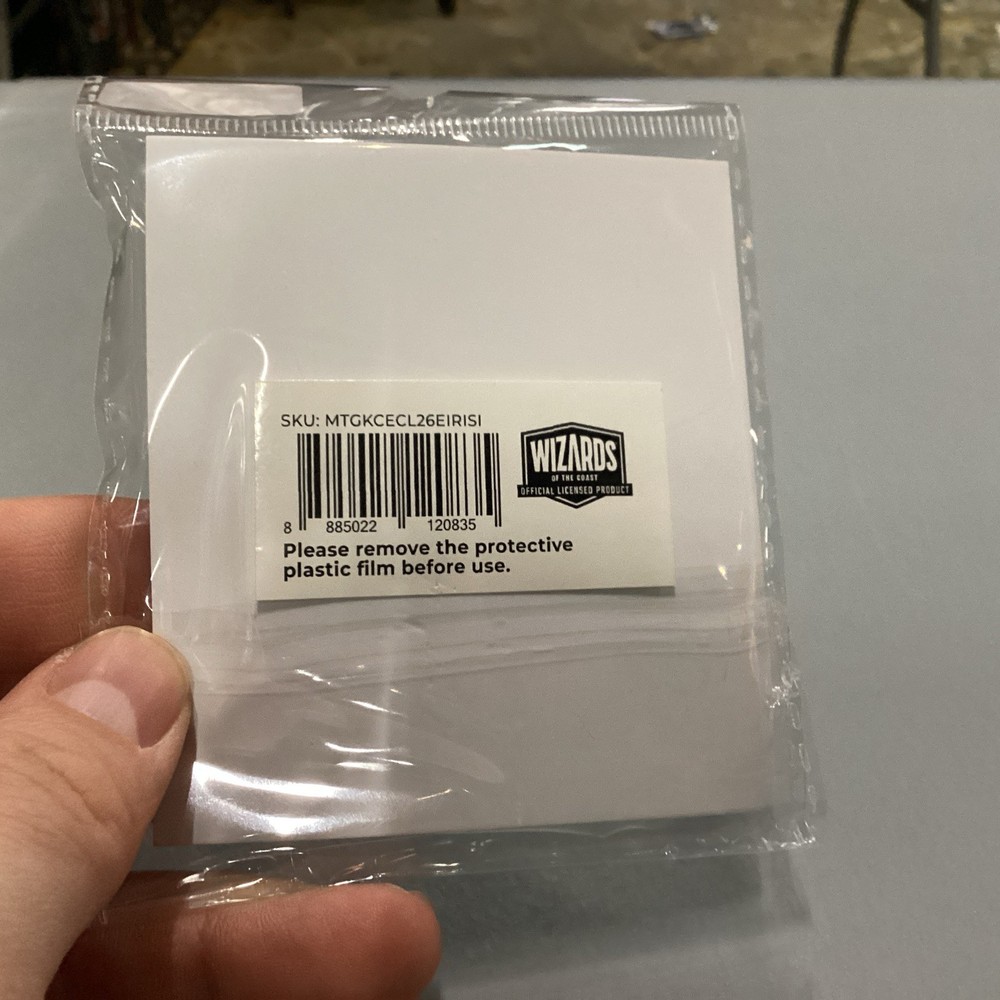 SKU: MTGKCECL26EIRISI
8 885022 120835
WIZARDS
OF THE COAST
OFFICIAL LICENSED PRODUCT
Please remove the protective
plastic film before use.